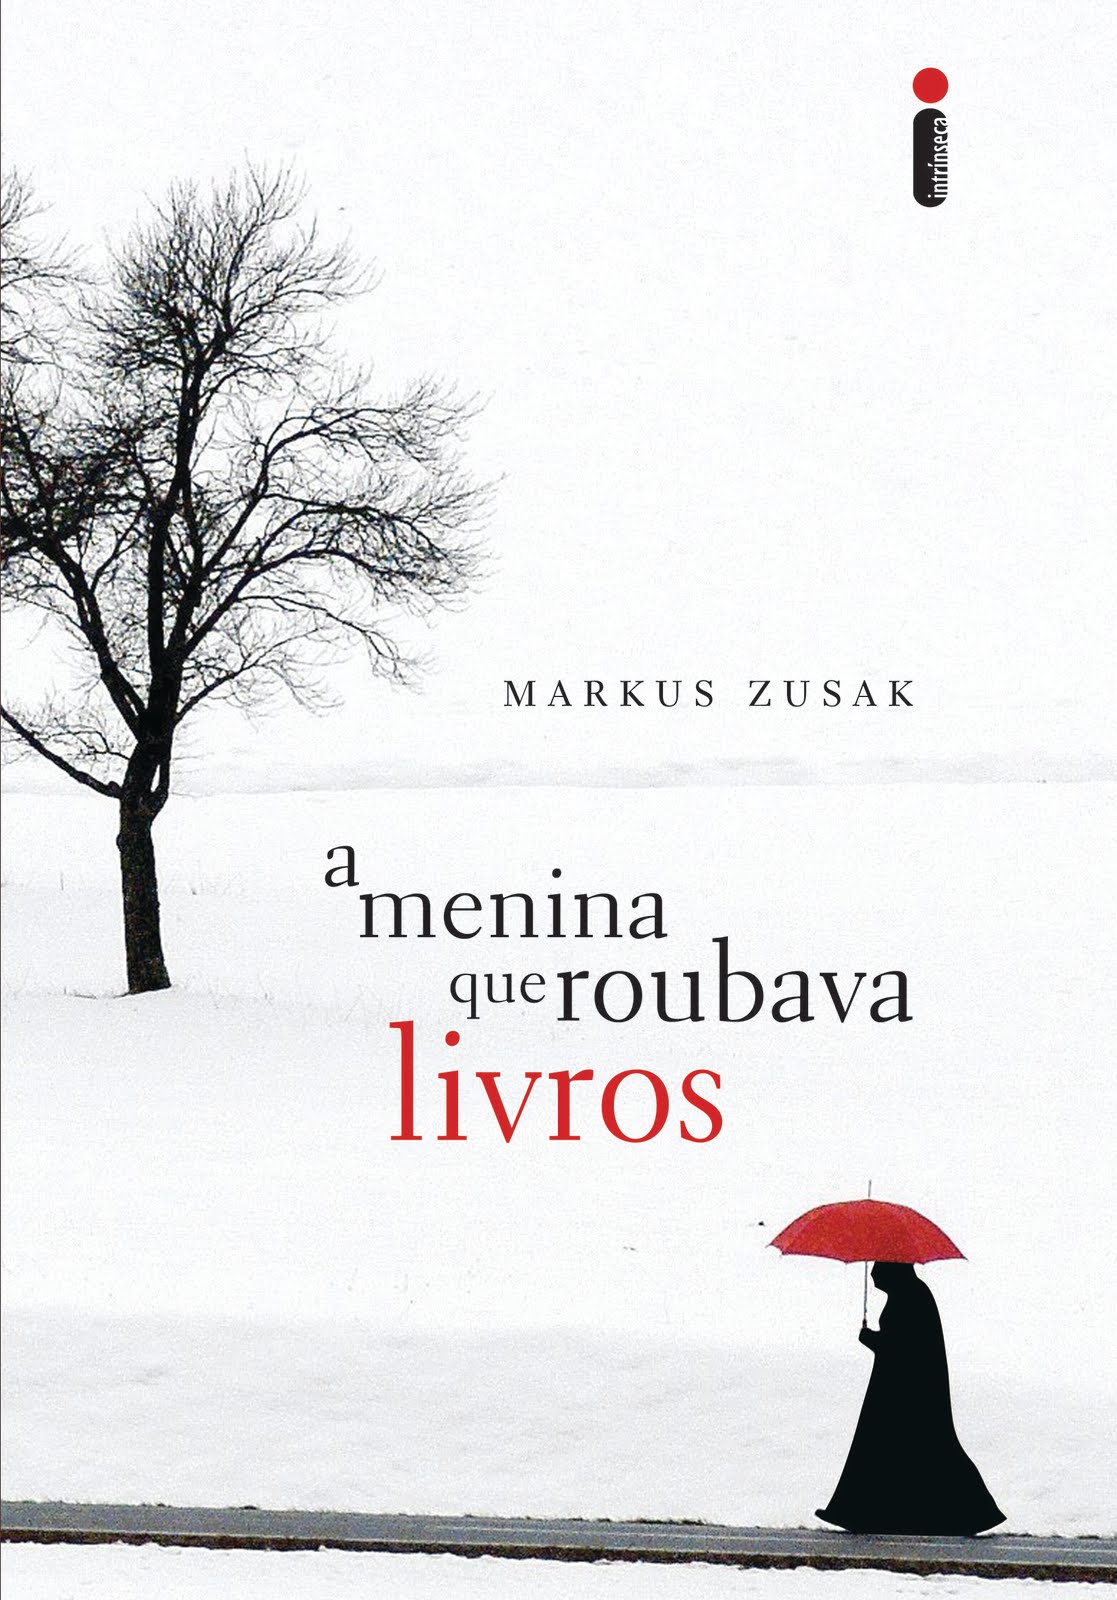 intrínseca
MARKUS ZUSAK
a
menina
que roubava
livros